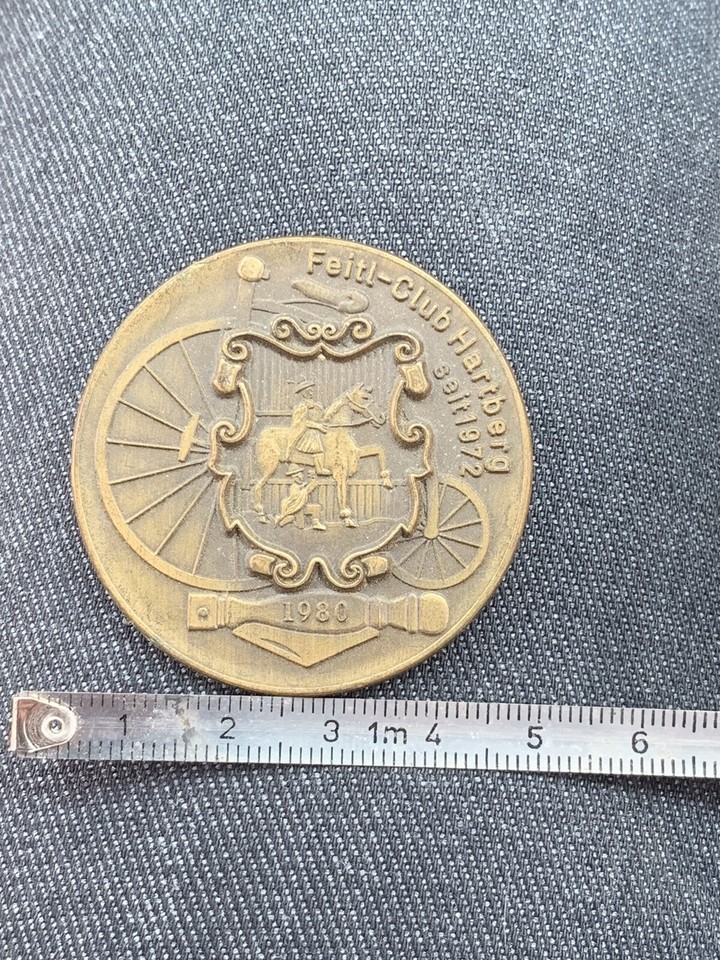 Feitl-Club Hartberg
seit 1972
1980
1 2 3 1m 4 5 6